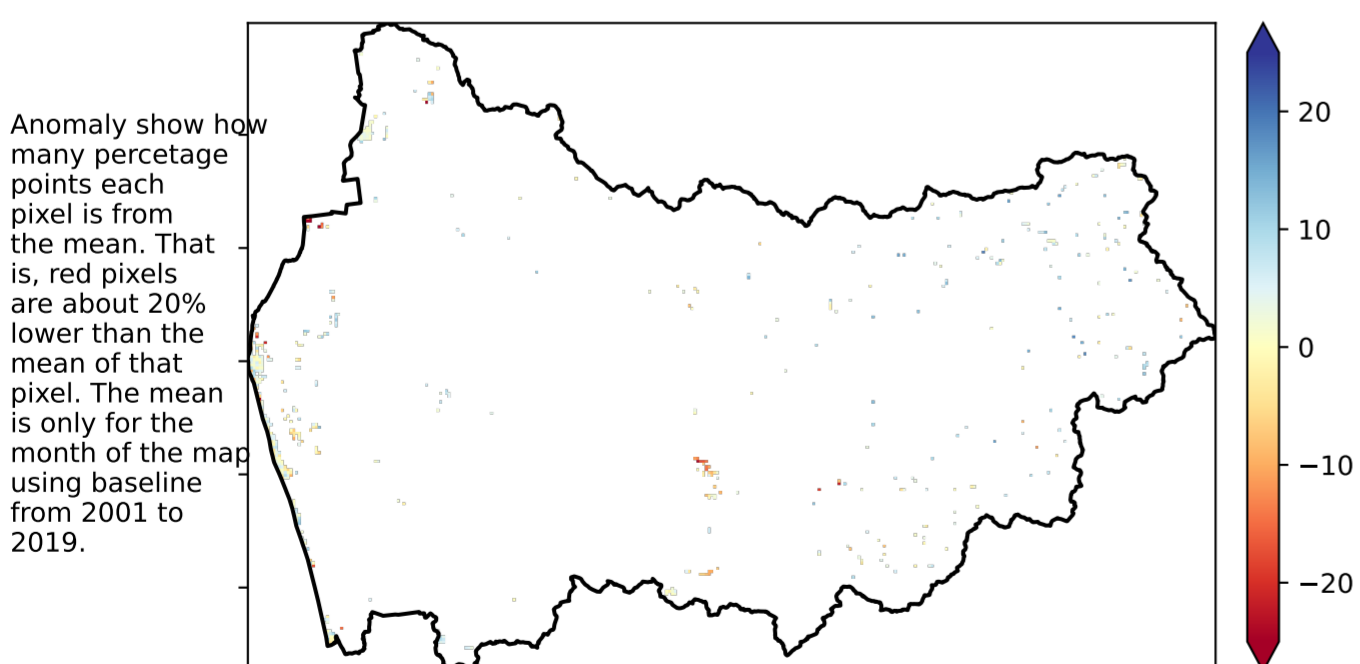 Anomaly show how
many percetage
points each
pixel is from
the mean. That
is, red pixels
are about 20%
lower than the
mean of that
pixel. The mean
is only for the
month of the map
using baseline
from 2001 to
2019.
20
10
0
−10
−20